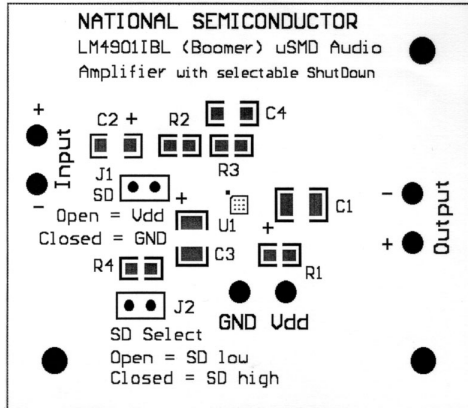 NATIONAL SEMICONDUCTOR
LM4901IBL (Boomer) uSMD Audio
Amplifier with selectable ShutDown
+
Input
-
C2 +
R2
C4
R3
J1
SD
Open = Vdd
Closed = GND
+
U1
C3
+
C1
R1
- 
+
Output
R4
J2
GND Vdd
SD Select
Open = SD low
Closed = SD high